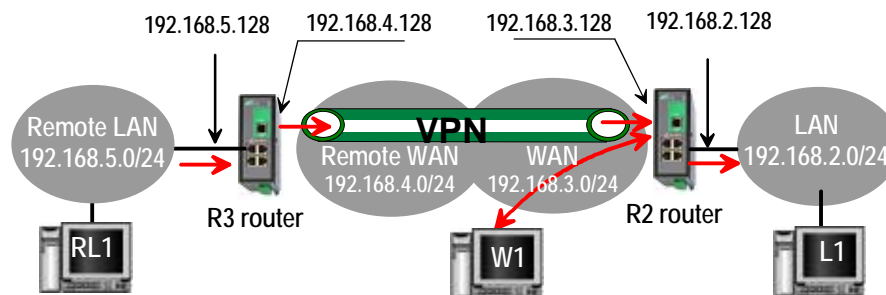 192.168.5.128
192.168.4.128
192.168.3.128
192.168.2.128
Remote LAN
192.168.5.0/24
VPN
Remote WAN
192.168.4.0/24
WAN
192.168.3.0/24
LAN
192.168.2.0/24
R3 router
R2 router
RL1
W1
L1